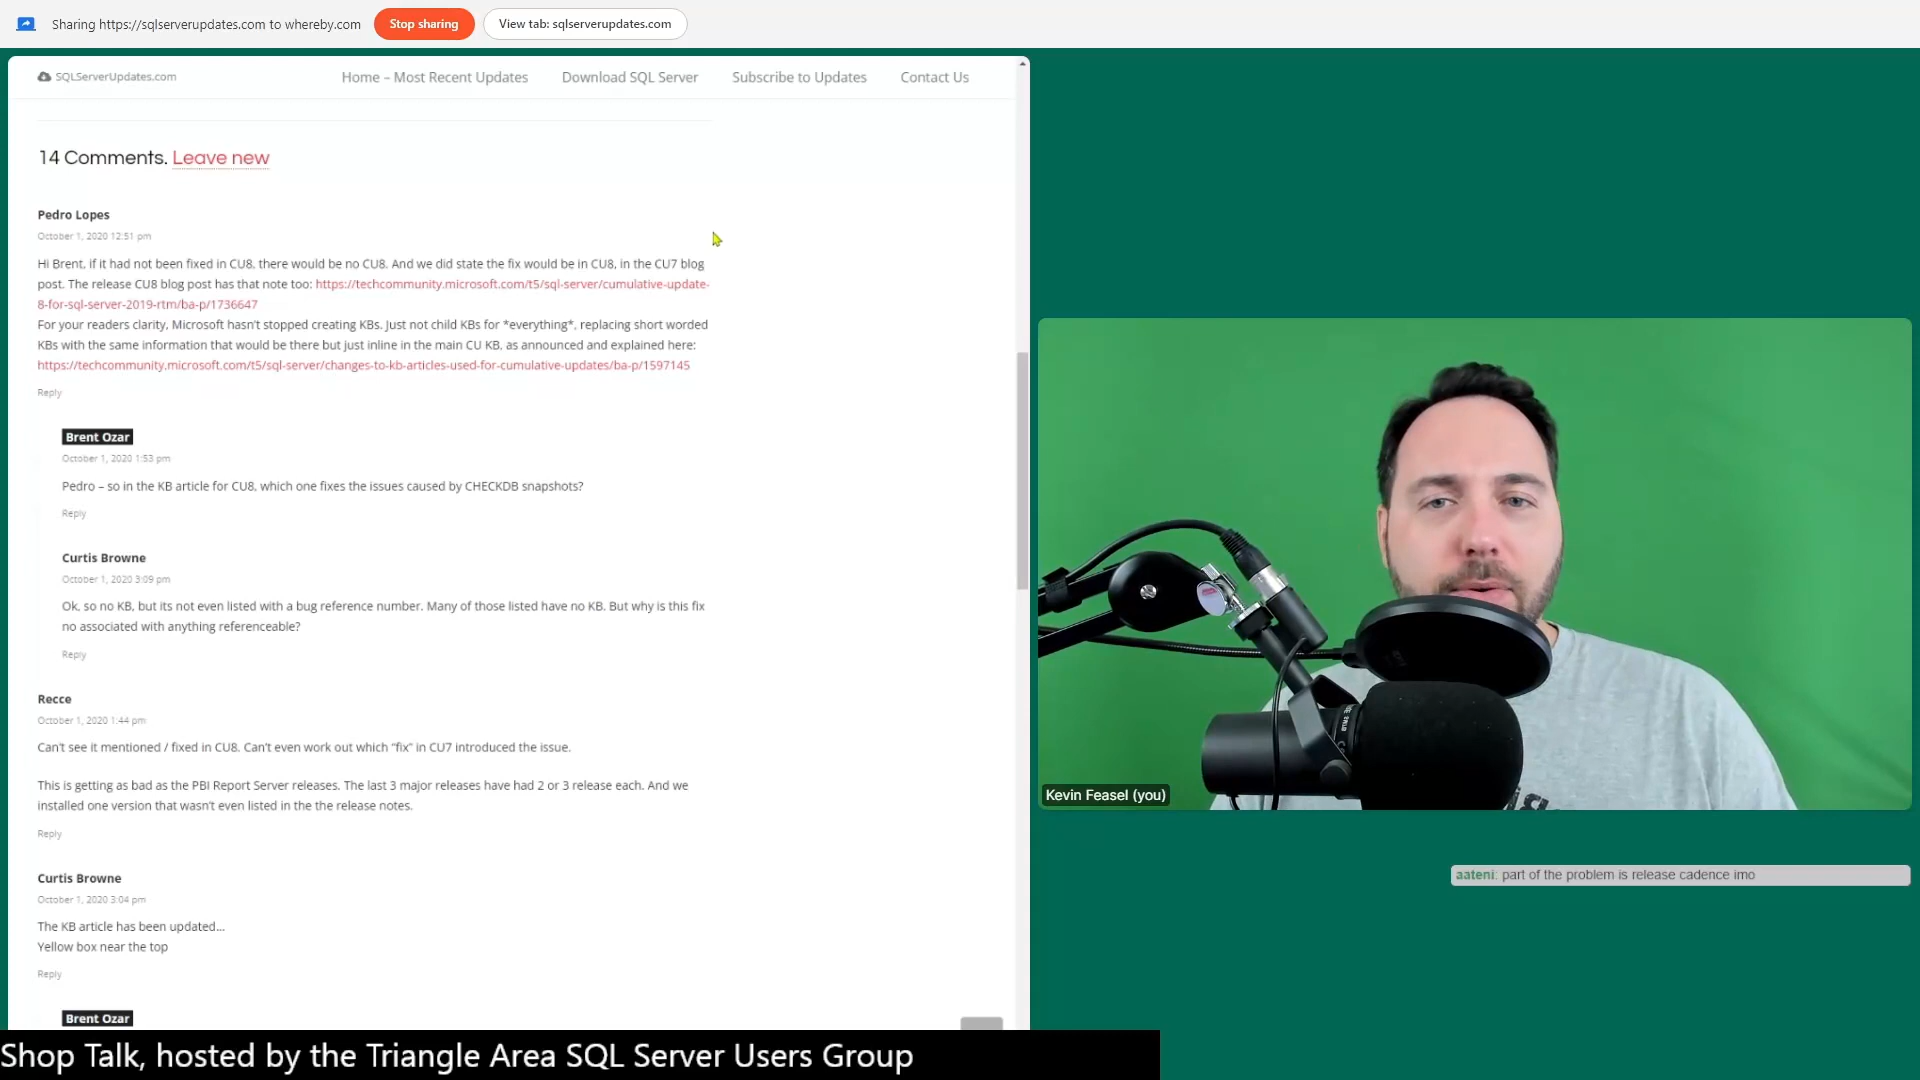 Sharing https://sqlserverupdates.com to whereby.com
Stop sharing
View tab: sqlserverupdates.com
SQLServerUpdates.com
Home – Most Recent Updates
Download SQL Server
Subscribe to Updates
Contact Us
14 Comments. Leave new
Pedro Lopes
October 1, 2020 12:51 pm
Hi Brent, if it had not been fixed in CU8, there would be no CU8. And we did state the fix would be in CU8, in the CU7 blog
post. The release CU8 blog post has that note too: https://techcommunity.microsoft.com/t5/sql-server/cumulative-update-
8-for-sql-server-2019-rtm/ba-p/1736647
For your readers clarity, Microsoft hasn't stopped creating KBs. Just not child KBs for *everything*, replacing short worded
KBs with the same information that would be there but just inline in the main CU KB, as announced and explained here:
https://techcommunity.microsoft.com/t5/sql-server/changes-to-kb-articles-used-for-cumulative-updates/ba-p/1597145
Reply
Brent Ozar
October 1, 2020 1:53 pm
Pedro – so in the KB article for CU8, which one fixes the issues caused by CHECKDB snapshots?
Reply
Curtis Browne
October 1, 2020 3:09 pm
Ok, so no KB, but its not even listed with a bug reference number. Many of those listed have no KB. But why is this fix
no associated with anything referenceable?
Reply
Recce
October 1, 2020 1:44 pm
Can't see it mentioned / fixed in CU8. Can't even work out which “fix” in CU7 introduced the issue.
This is getting as bad as the PBI Report Server releases. The last 3 major releases have had 2 or 3 release each. And we
installed one version that wasn't even listed in the the release notes.
Reply
Curtis Browne
October 1, 2020 3:04 pm
The KB article has been updated…
Yellow box near the top
Reply
Brent Ozar
Kevin Feasel (you)
aateni: part of the problem is release cadence imo
Shop Talk, hosted by the Triangle Area SQL Server Users Group